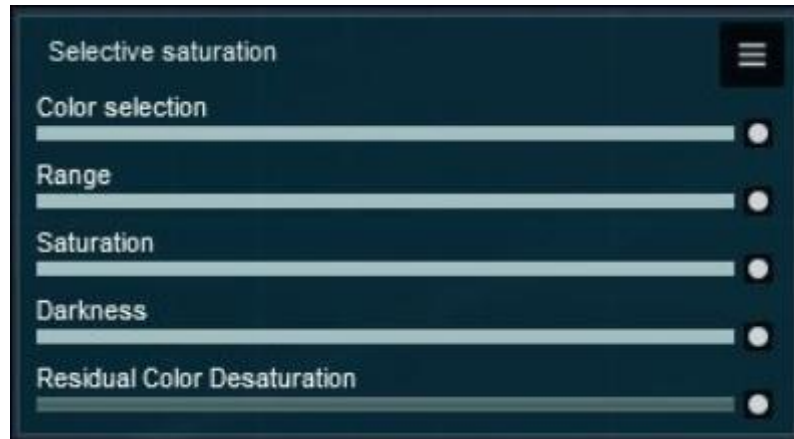 Selective saturation
Color selection
Range
Saturation
Darkness
Residual Color Desaturation